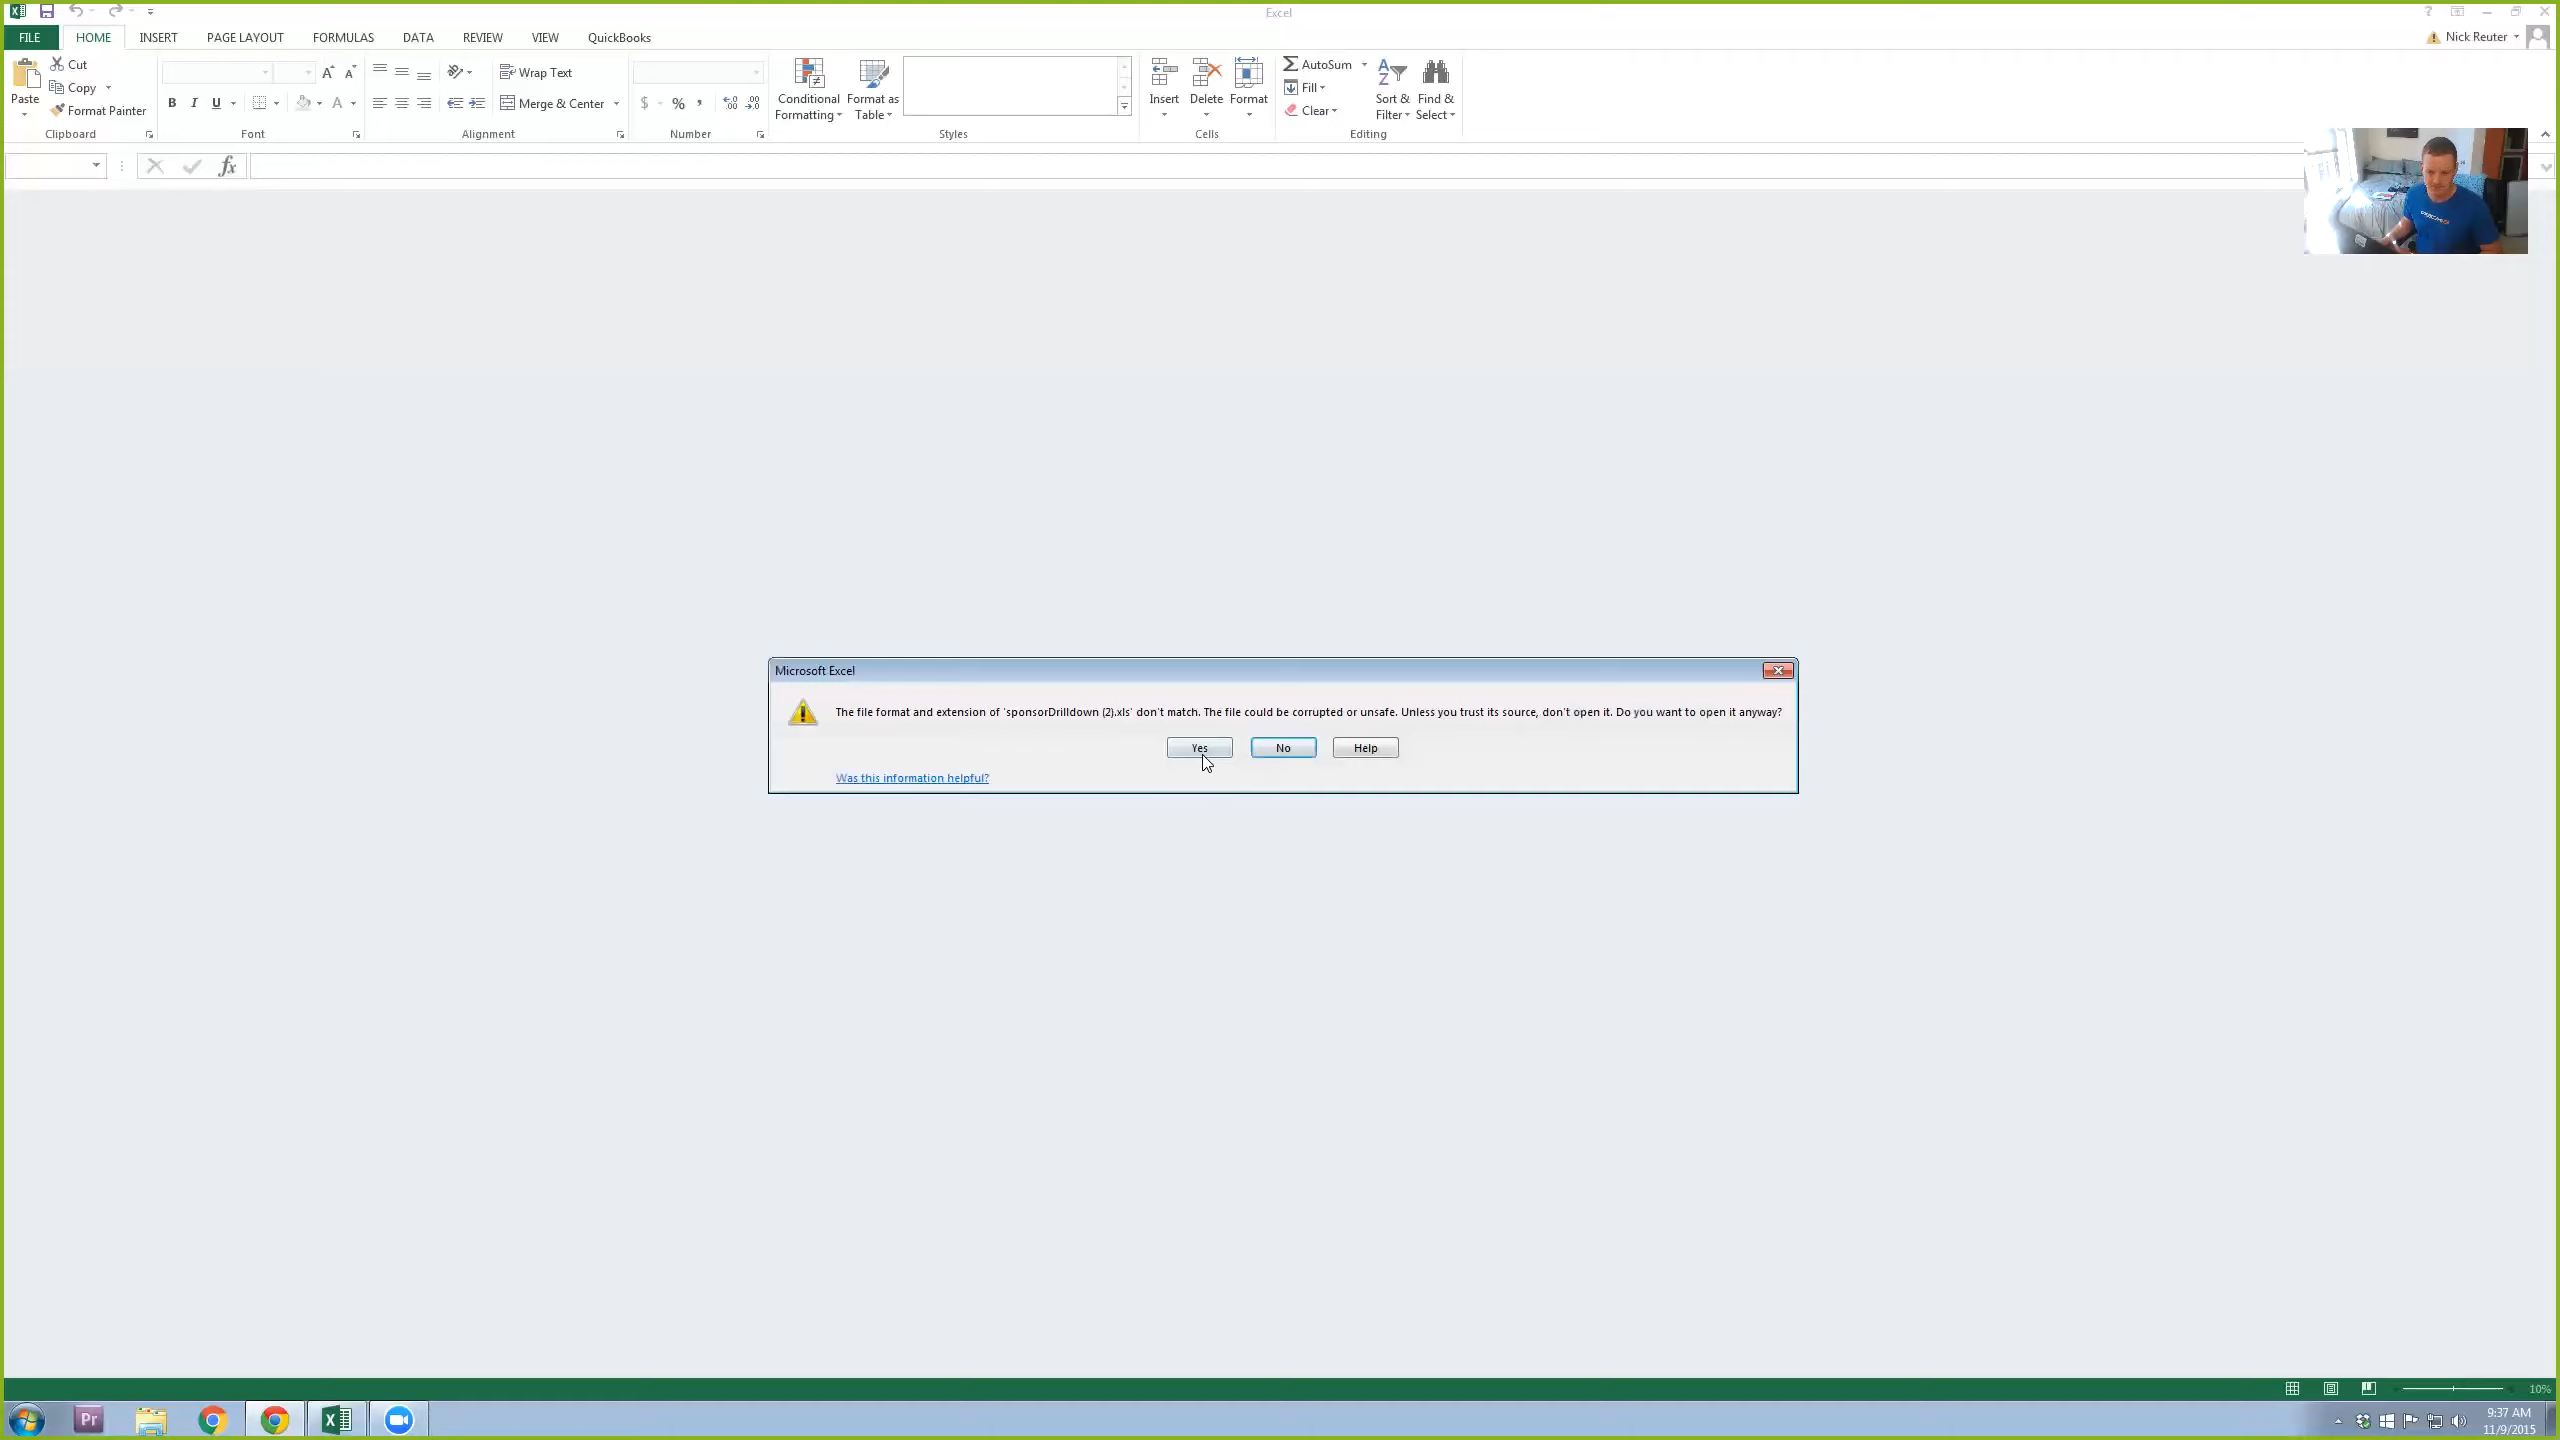 Excel
FILE HOME INSERT PAGE LAYOUT FORMULAS DATA REVIEW VIEW QuickBooks
Nick Reuter
Paste
Cut
Copy
Format Painter
Clipboard
B I U
Font
Wrap Text
Merge & Center
Alignment
$ % ,
Number
Conditional Formatting
Format as Table
Styles
Insert
Delete
Format
Cells
AutoSum
Fill
Clear
Sort & Filter
Find & Select
Editing
fx
Microsoft Excel
The file format and extension of 'sponsorDrilldown (2).xls' don't match. The file could be corrupted or unsafe. Unless you trust its source, don't open it. Do you want to open it anyway?
Yes No Help
Was this information helpful?
10%
Pr
9:37 AM
11/9/2015